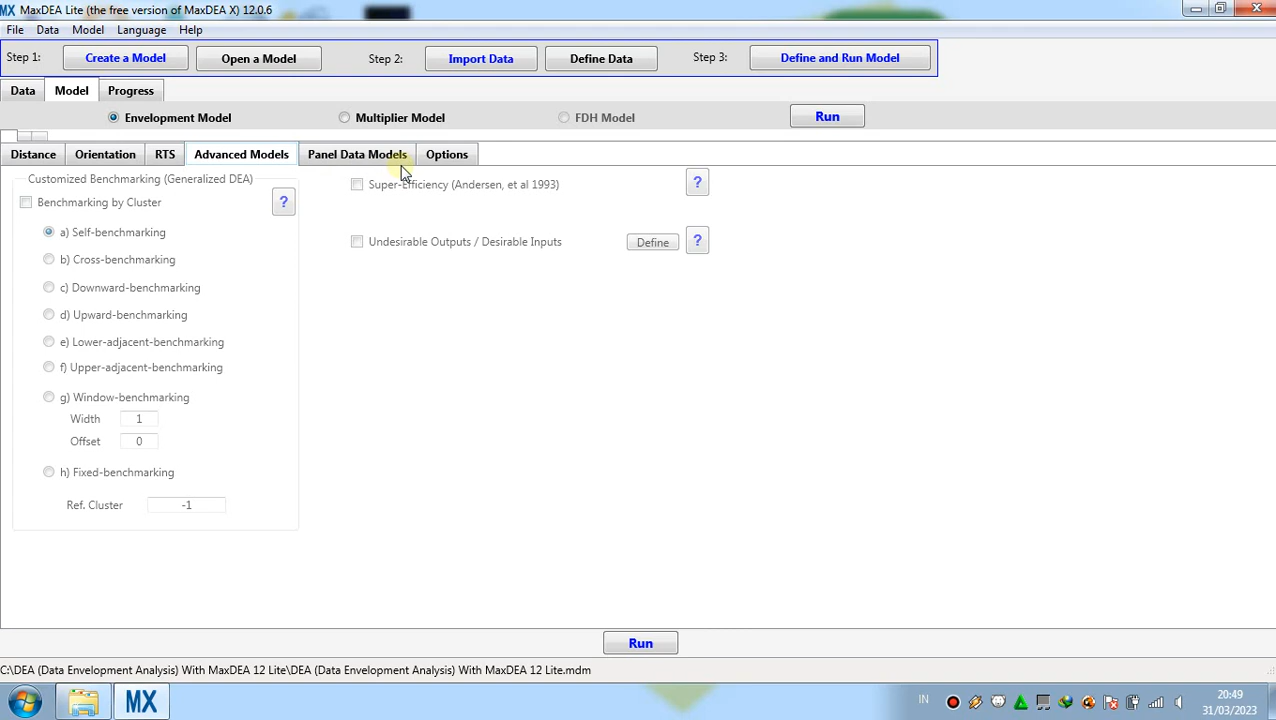 MX MaxDEA Lite (the free version of MaxDEA X) 12.0.6
File Data Model Language Help
Step 1: Create a Model Open a Model Step 2: Import Data Define Data Step 3: Define and Run Model
Data Model Progress
Envelopment Model Multiplier Model FDH Model Run
Distance Orientation RTS Advanced Models Panel Data Models Options
Customized Benchmarking (Generalized DEA)
Super-Efficiency (Andersen, et al 1993) ?
Benchmarking by Cluster ?
a) Self-benchmarking
Undesirable Outputs / Desirable Inputs Define ?
b) Cross-benchmarking
c) Downward-benchmarking
d) Upward-benchmarking
e) Lower-adjacent-benchmarking
f) Upper-adjacent-benchmarking
g) Window-benchmarking
Width 1
Offset 0
h) Fixed-benchmarking
Ref. Cluster -1
Run
C:\DEA (Data Envelopment Analysis) With MaxDEA 12 Lite\DEA (Data Envelopment Analysis) With MaxDEA 12 Lite.mdm
MX IN 20:49
31/03/2023